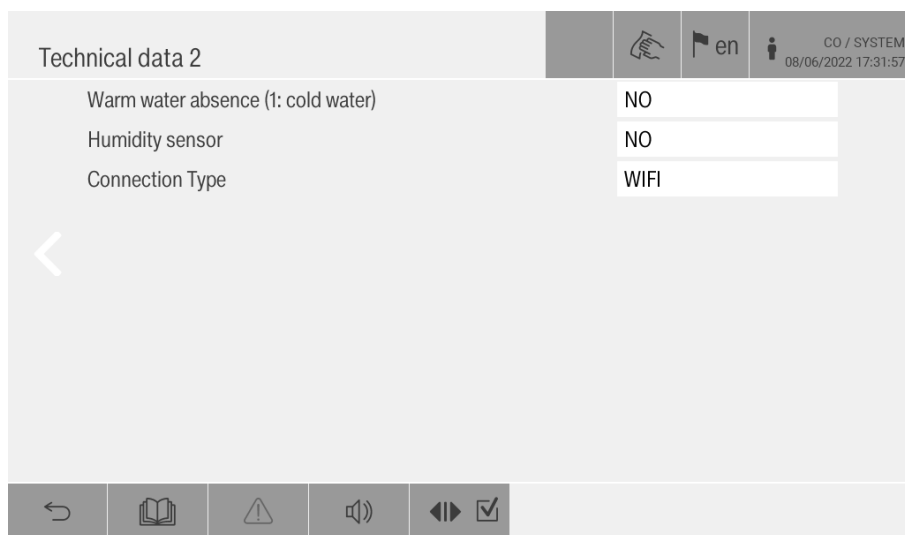 Technical data 2
en
CO / SYSTEM
08/06/2022 17:31:57
Warm water absence (1: cold water)
NO
Humidity sensor
NO
Connection Type
WIFI